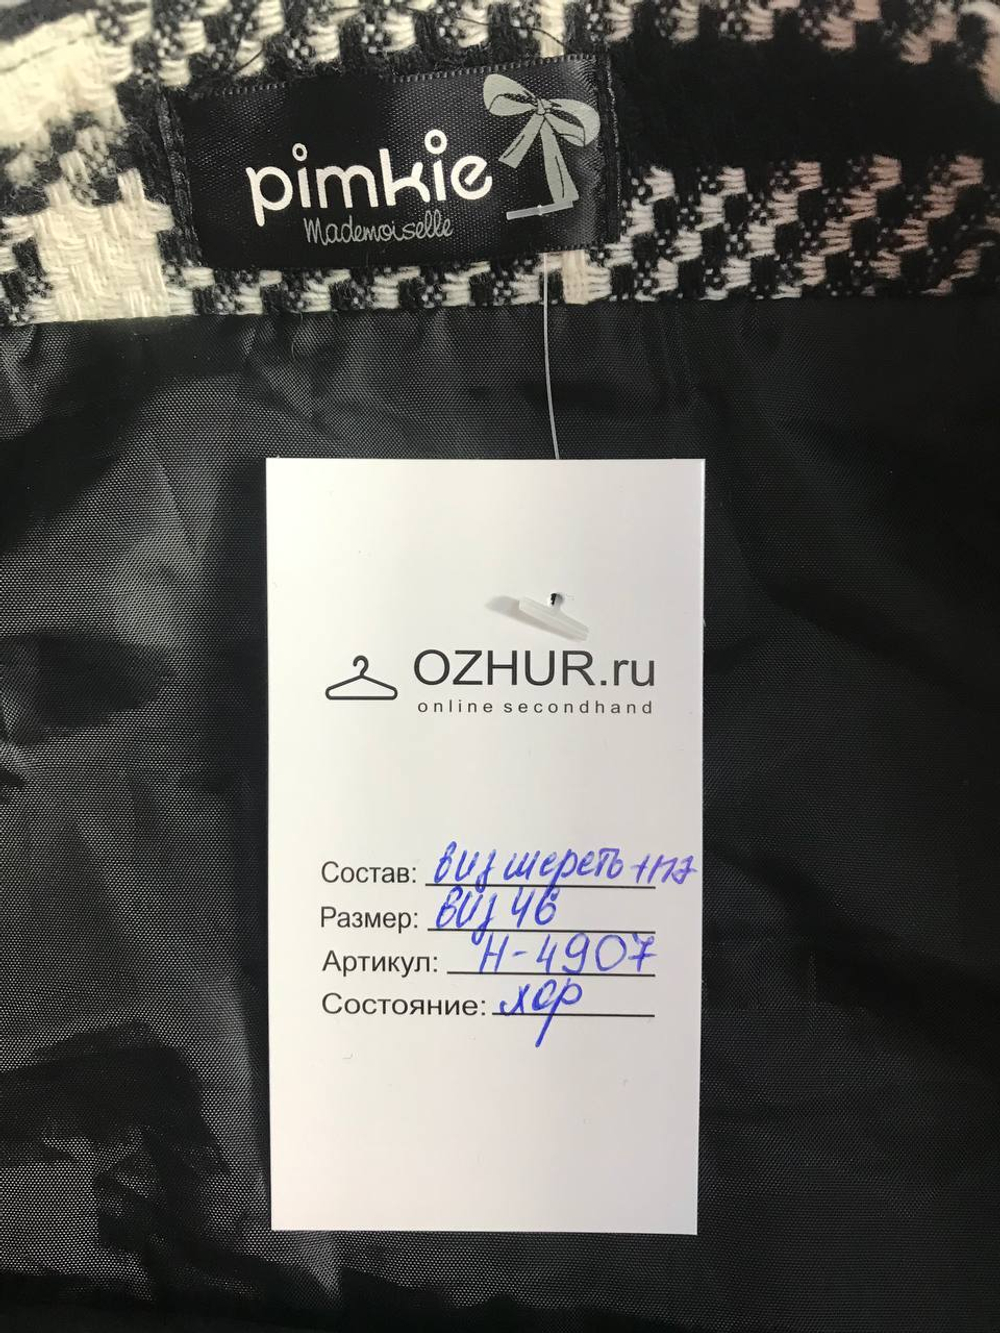 pimkie
Mademoiselle
OZHUR.ru
online secondhand
Состав: виз шерсть + пэ
Размер: виз 46
Артикул: Н-4907
Состояние: хор